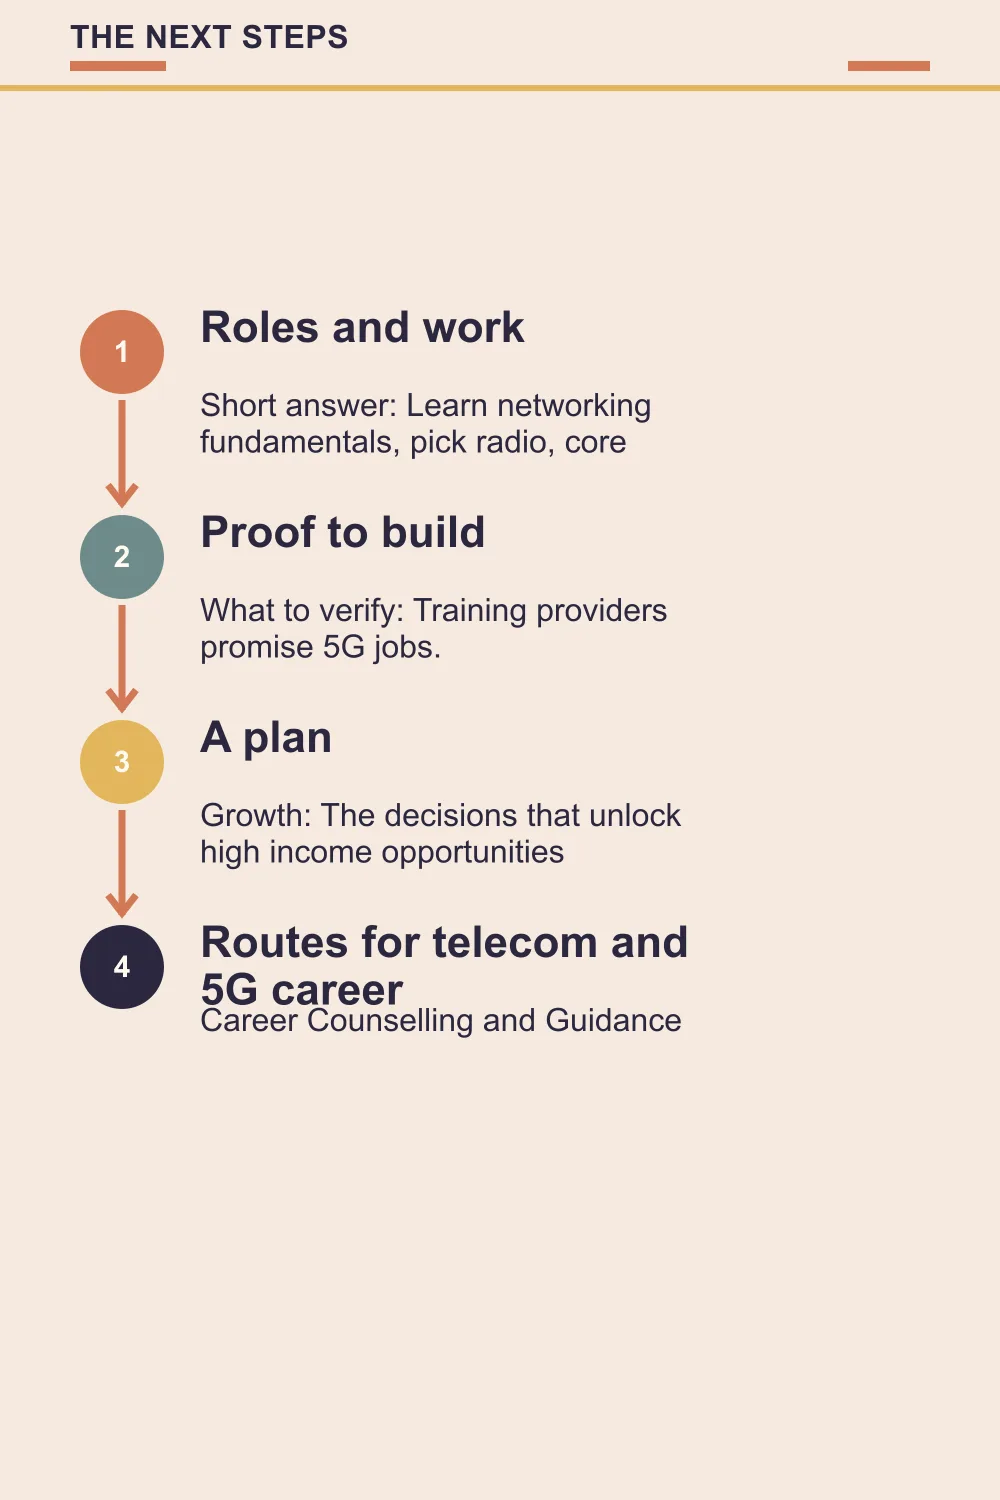 THE NEXT STEPS
1
Roles and work
Short answer: Learn networking
fundamentals, pick radio, core
2
Proof to build
What to verify: Training providers
promise 5G jobs.
3
A plan
Growth: The decisions that unlock
high income opportunities
4
Routes for telecom and
5G career
Career Counselling and Guidance